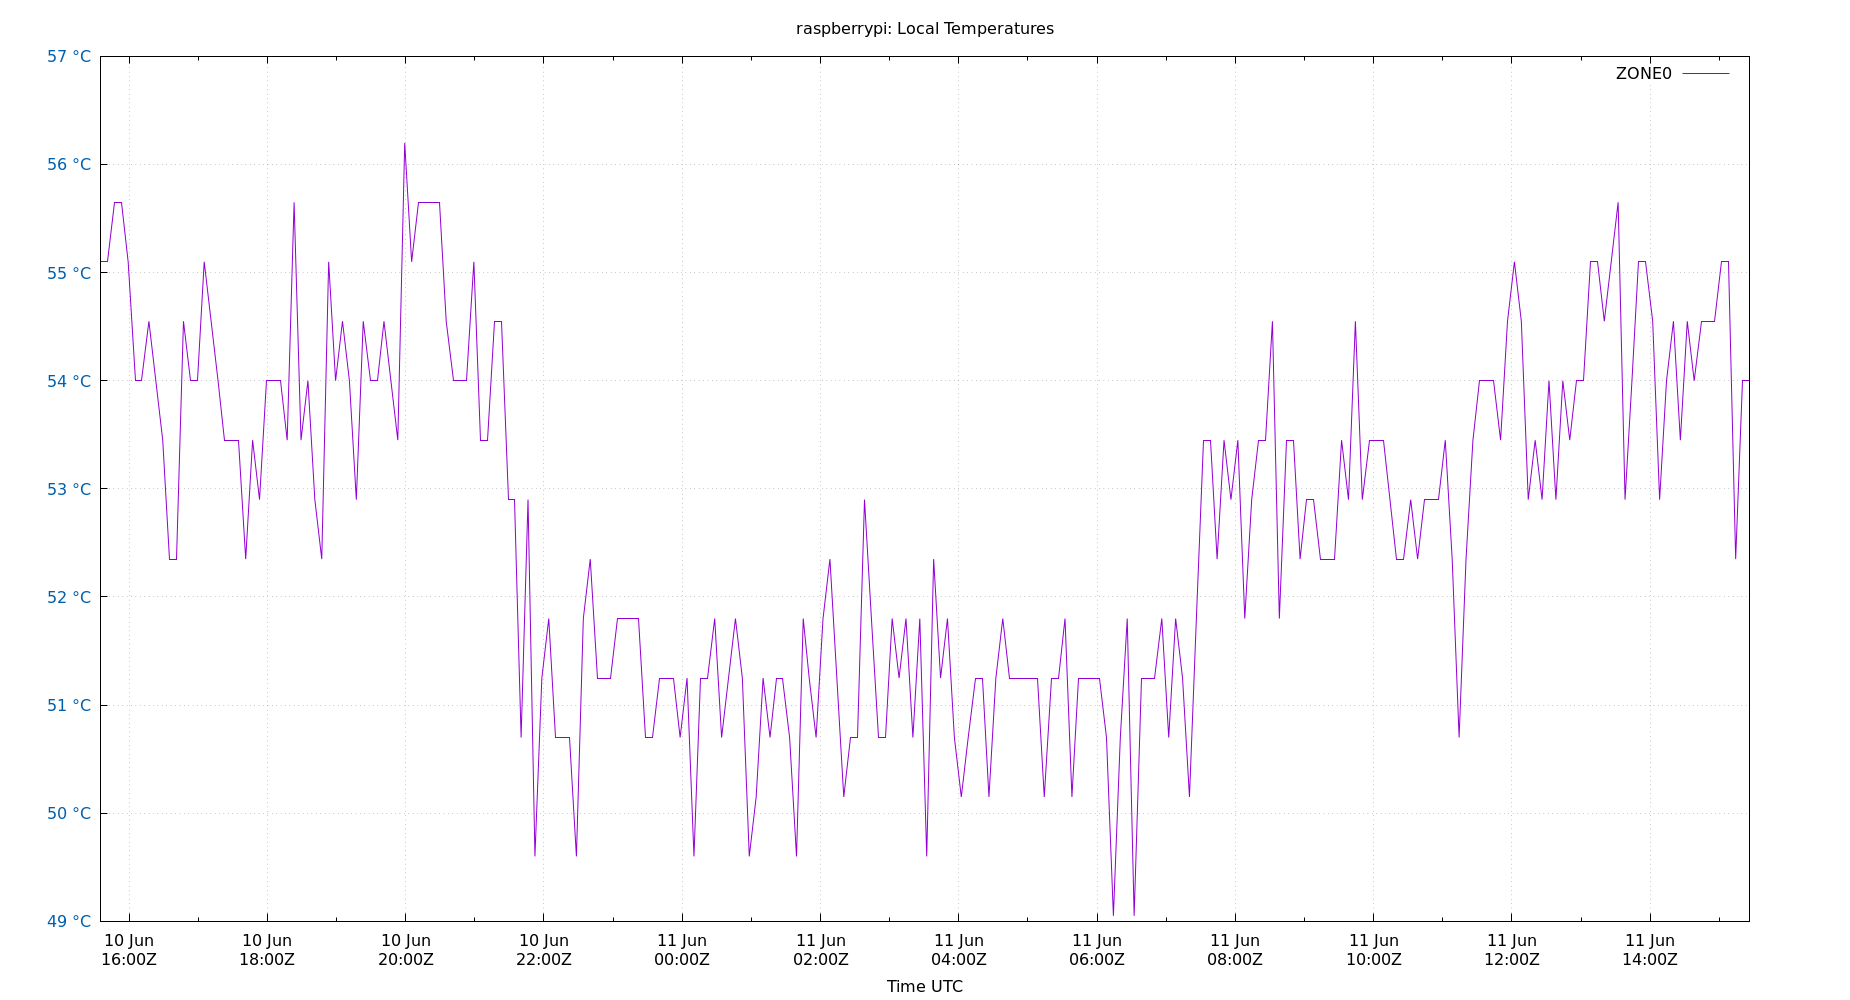 raspberrypi: Local Temperatures
57 °C
ZONE0
56 °C
55 °C
54 °C
53 °C
52 °C
51 °C
50 °C
49 °C
10 Jun 10 Jun 10 Jun 10 Jun 11 Jun 11 Jun 11 Jun 11 Jun 11 Jun 11 Jun 11 Jun 11 Jun
16:00Z 18:00Z 20:00Z 22:00Z 00:00Z 02:00Z 04:00Z 06:00Z 08:00Z 10:00Z 12:00Z 14:00Z
Time UTC